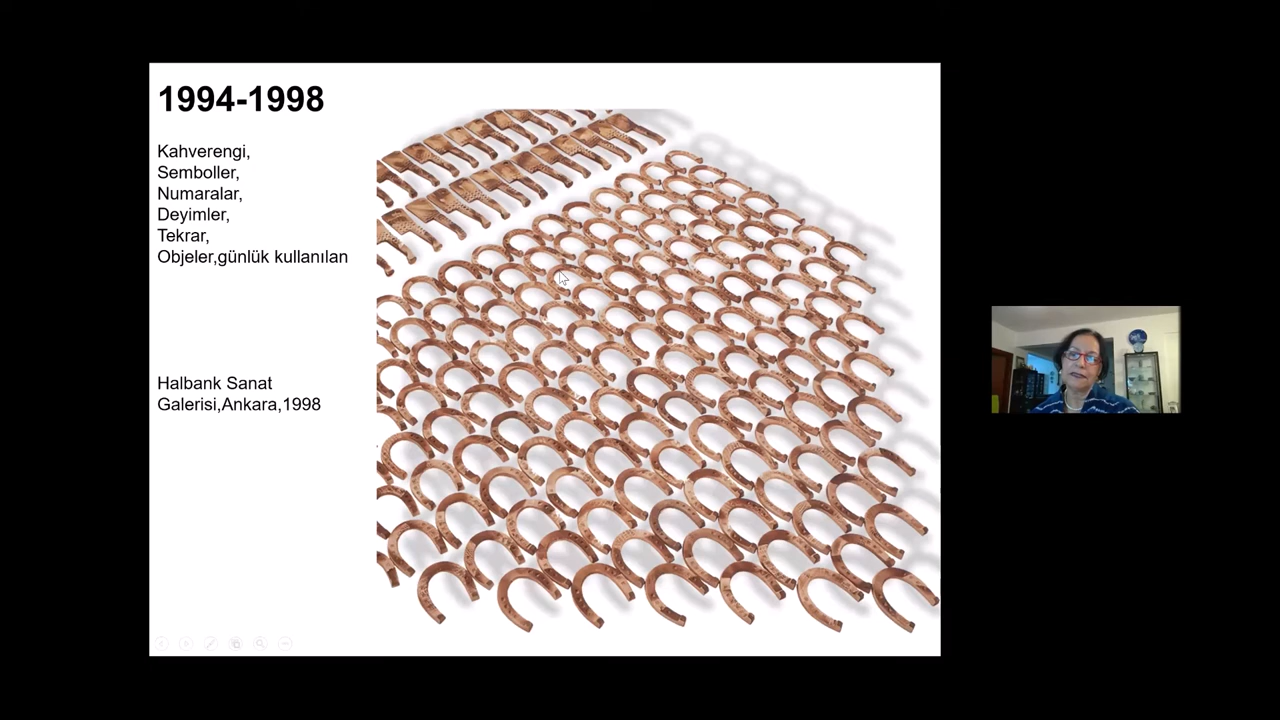 1994-1998
Kahverengi,
Semboller,
Numaralar,
Deyimler,
Tekrar,
Objeler,günlük kullanılan
Halbank Sanat
Galerisi,Ankara,1998